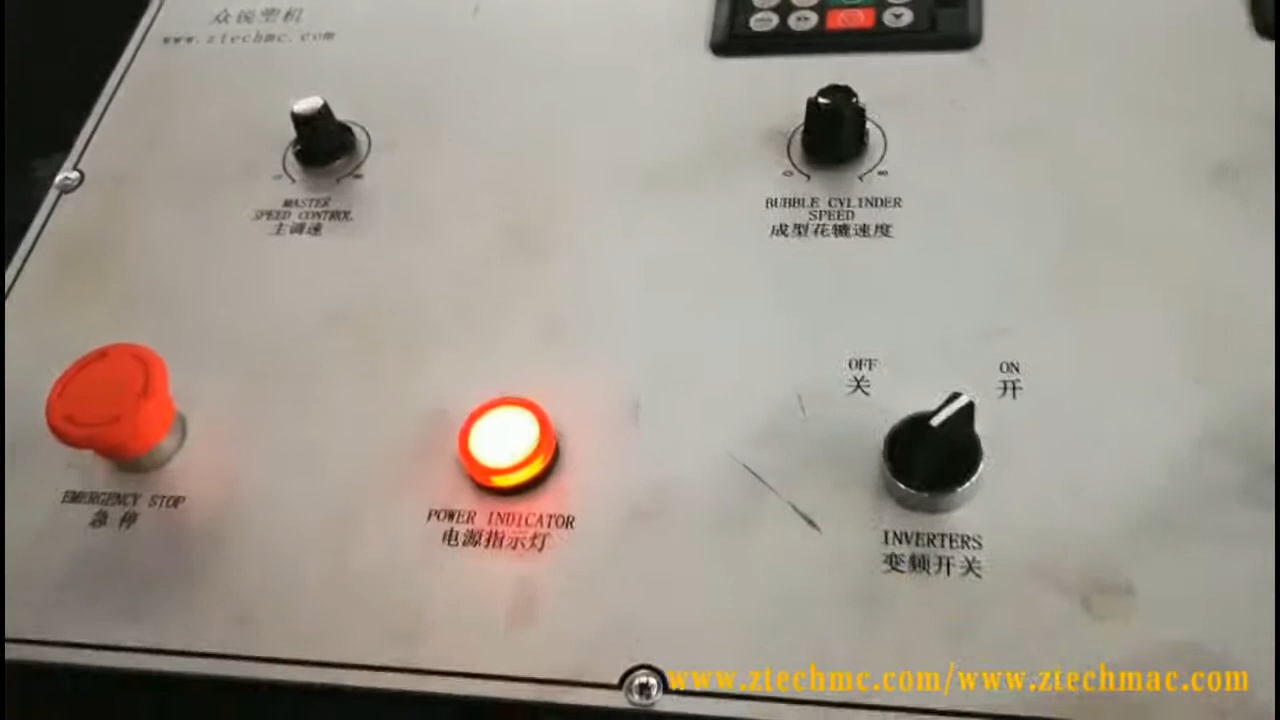 众锐塑机
www.ztechmc.com
MASTER
SPEED CONTROL
主调速
BUBBLE CYLINDER
SPEED
成型花辘速度
OFF
关
ON
开
EMERGENCY STOP
急停
POWER INDICATOR
电源指示灯
INVERTERS
变频开关
www.ztechmc.com/www.ztechmac.com